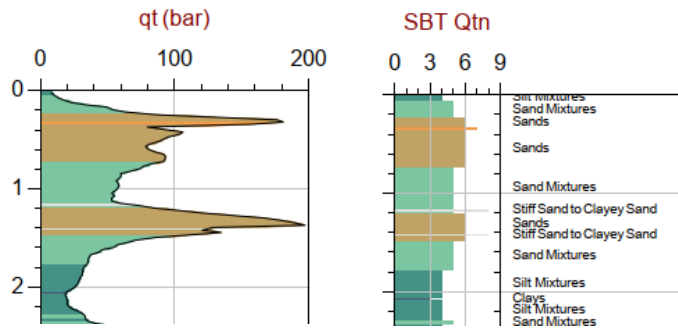 qt (bar)
SBT Qtn
0 100 200
0 3 6 9
0
1
2
Silt Mixtures
Sand Mixtures
Sands
Sands
Sand Mixtures
Stiff Sand to Clayey Sand
Sands
Stiff Sand to Clayey Sand
Sand Mixtures
Silt Mixtures
Clays
Silt Mixtures
Sand Mixtures